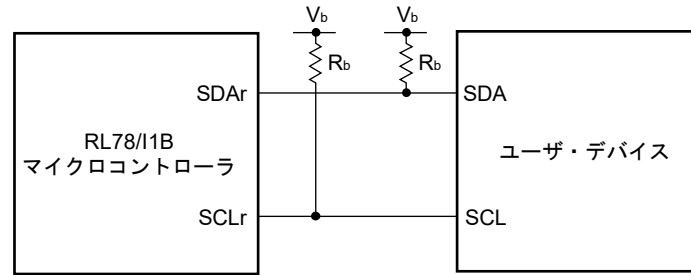 Vb Vb
Rb Rb
SDAr SDA
RL78/I1B
マイクロコントローラ
ユーザ・デバイス
SCLr SCL